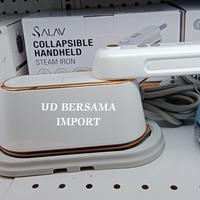 SALAV
COLLAPSIBLE
HANDHELD
STEAM IRON
UD BERSAMA
IMPORT